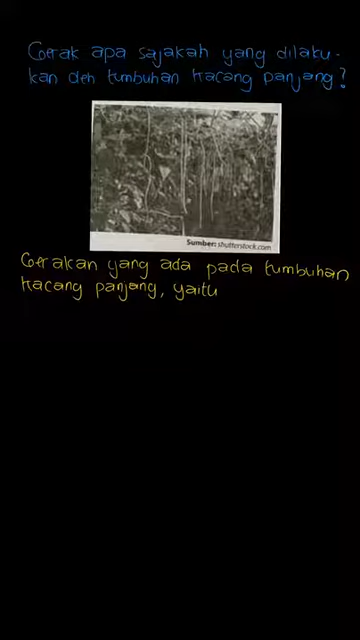 Gerak apa sajakah yang dilaku-
kan oleh tumbuhan kacang panjang?
Sumber: shutterstock.com
Gerakan yang ada pada tumbuhan
kacang panjang, yaitu